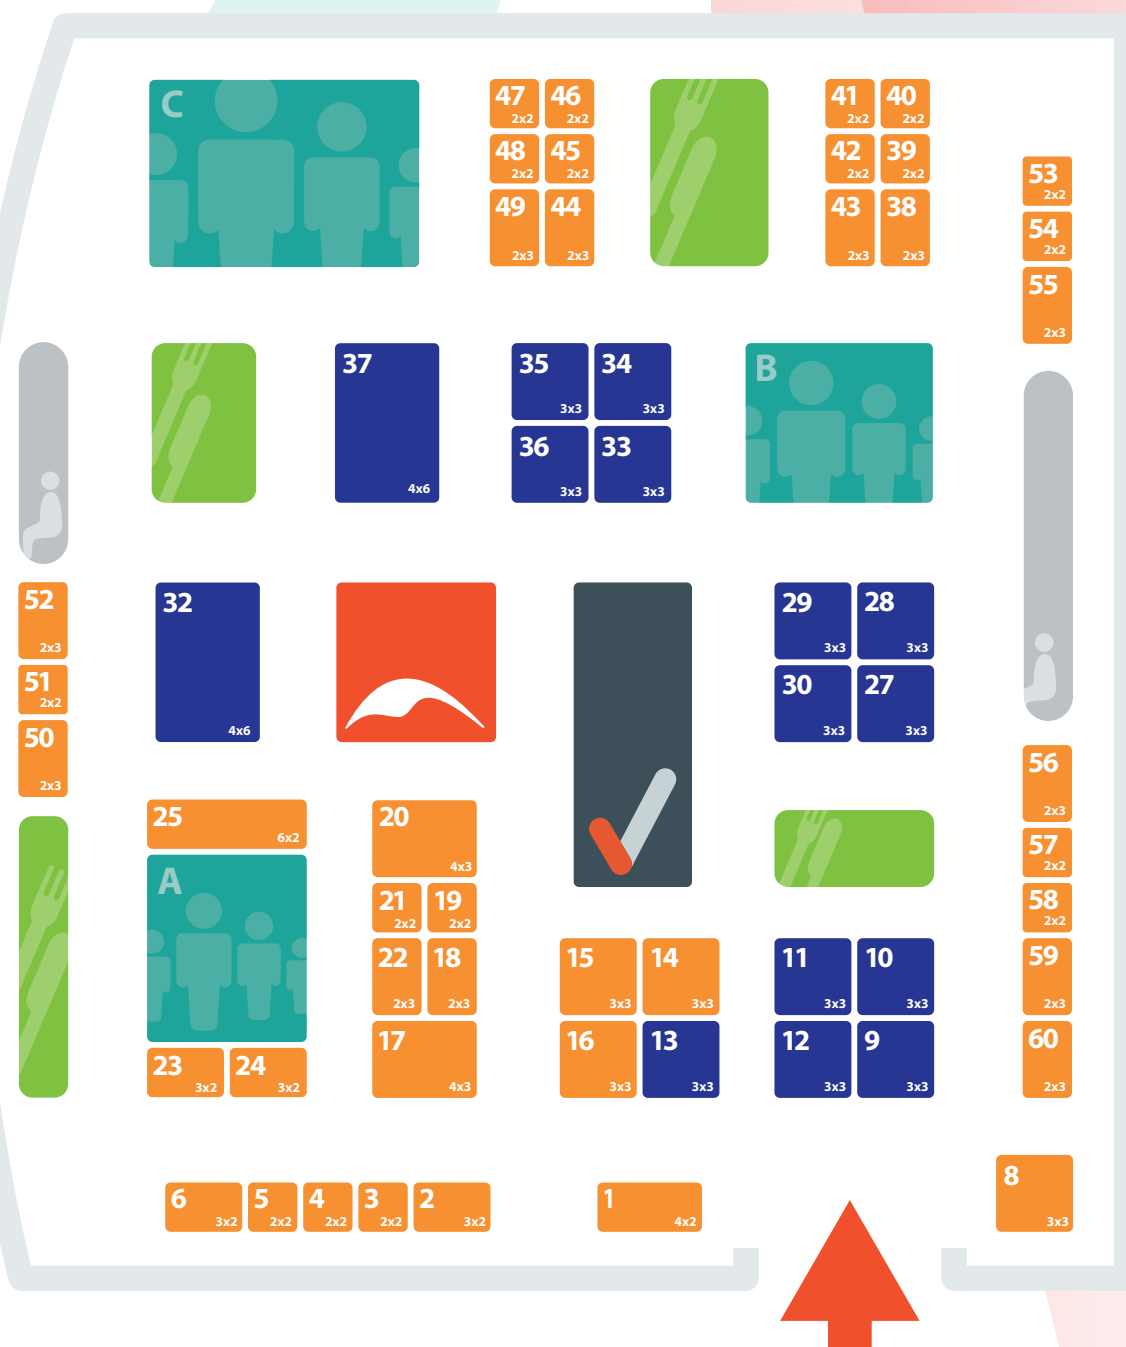 C
47 2x2
46 2x2
41 2x2
40 2x2
48 2x2
45 2x2
42 2x2
39 2x2
49 2x3
44 2x3
43 2x3
38 2x3
53 2x2
54 2x2
55 2x3
37 4x6
35 3x3
34 3x3
36 3x3
33 3x3
B
52 2x3
51 2x2
50 2x3
32 4x6
29 3x3
28 3x3
30 3x3
27 3x3
25 6x2
A
23 3x2
24 3x2
20 4x3
21 2x2
19 2x2
22 2x3
18 2x3
17 4x3
15 3x3
14 3x3
16 3x3
13 3x3
11 3x3
10 3x3
12 3x3
9 3x3
56 2x3
57 2x2
58 2x2
59 2x3
60 2x3
6 3x2
5 2x2
4 2x2
3 2x2
2 3x2
1 4x2
8 3x3